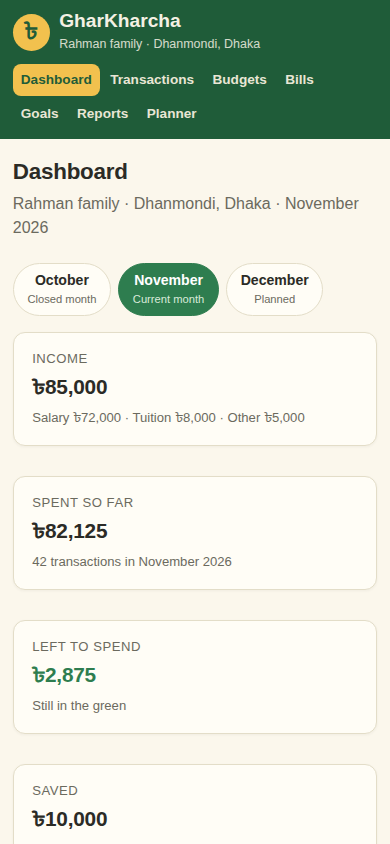 ৳
GharKharcha
Rahman family · Dhanmondi, Dhaka
Dashboard Transactions Budgets Bills
Goals Reports Planner
Dashboard
Rahman family · Dhanmondi, Dhaka · November
2026
October November December
Closed month Current month Planned
INCOME
৳85,000
Salary ৳72,000 · Tuition ৳8,000 · Other ৳5,000
SPENT SO FAR
৳82,125
42 transactions in November 2026
LEFT TO SPEND
৳2,875
Still in the green
SAVED
৳10,000